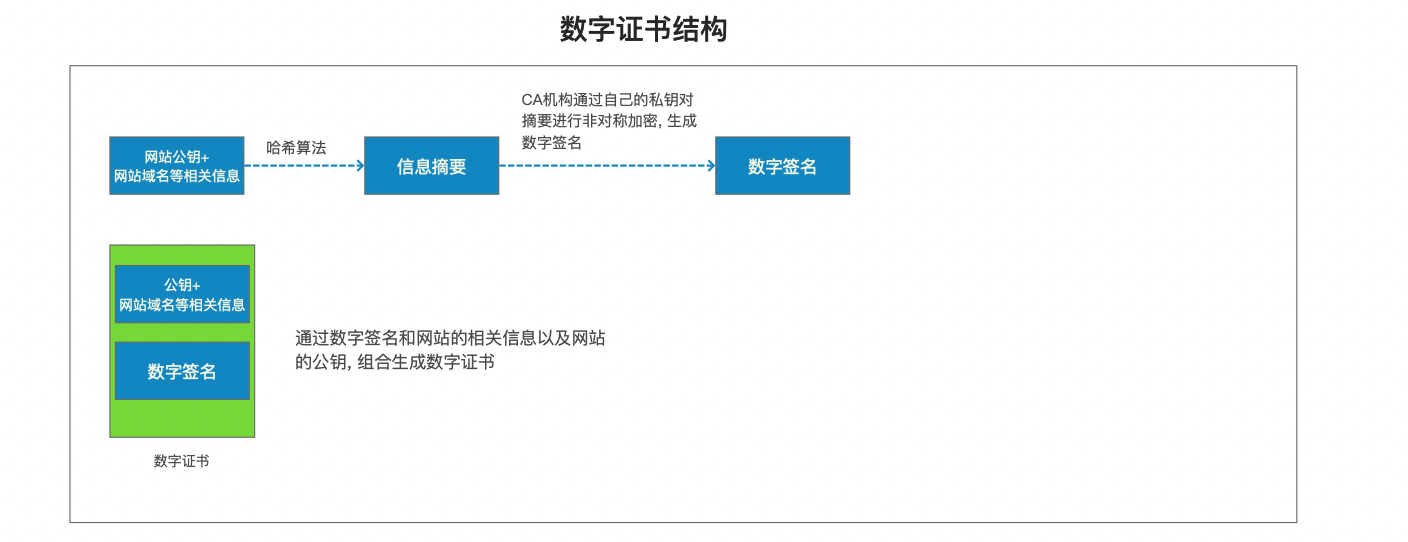 数字证书结构
CA机构通过自己的私钥对
摘要进行非对称加密, 生成
数字签名
网站公钥+
网站域名等相关信息
哈希算法
信息摘要
数字签名
公钥+
网站域名等相关信息
数字签名
通过数字签名和网站的相关信息以及网站
的公钥, 组合生成数字证书
数字证书